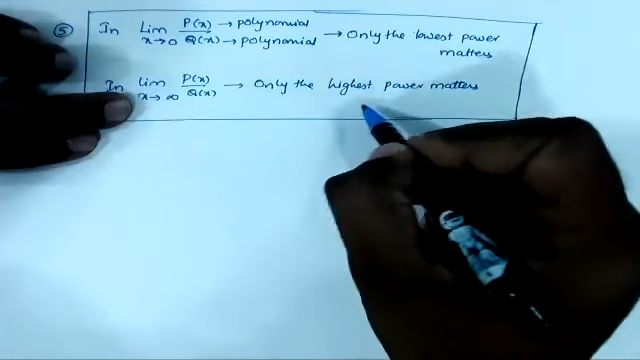 ⑤ In Lim x→0 P(x)/Q(x) → polynomial → polynomial → Only the lowest power
matters
In Lim x→∞ P(x)/Q(x) → Only the highest power matters